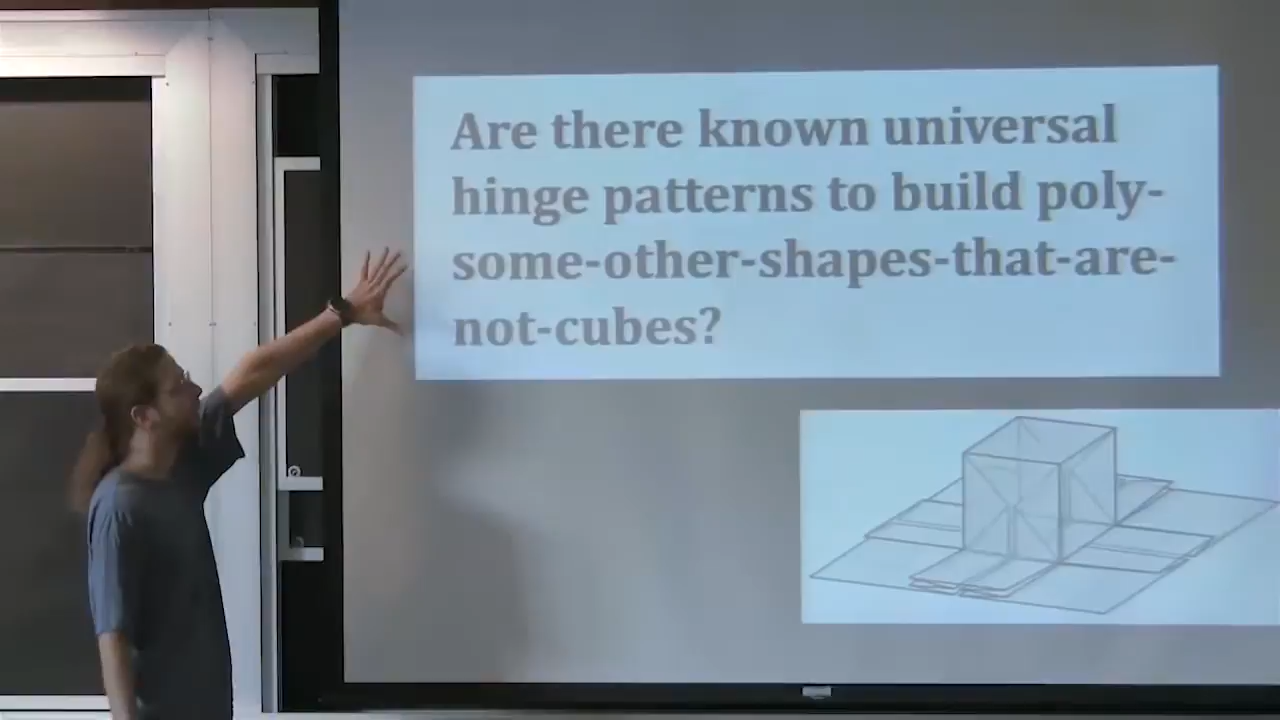 Are there known universal
hinge patterns to build poly-
some-other-shapes-that-are-
not-cubes?